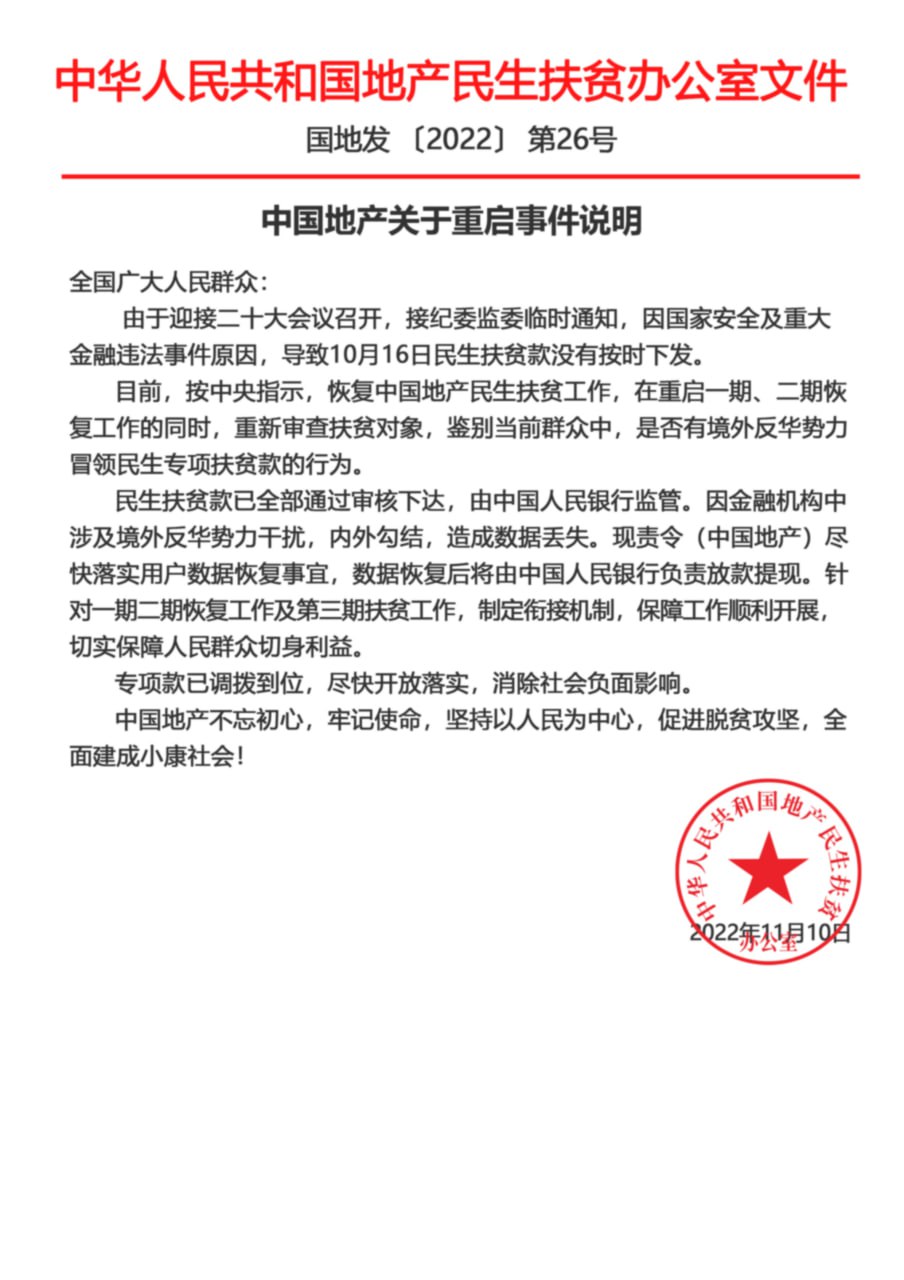 中华人民共和国地产民生扶贫办公室文件
国地发 〔2022〕 第26号
中国地产关于重启事件说明
全国广大人民群众：
由于迎接二十大会议召开，接纪委监委临时通知，因国家安全及重大
金融违法事件原因，导致10月16日民生扶贫款没有按时下发。
目前，按中央指示，恢复中国地产民生扶贫工作，在重启一期、二期恢
复工作的同时，重新审查扶贫对象，鉴别当前群众中，是否有境外反华势力
冒领民生专项扶贫款的行为。
民生扶贫款已全部通过审核下达，由中国人民银行监管。因金融机构中
涉及境外反华势力干扰，内外勾结，造成数据丢失。现责令（中国地产）尽
快落实用户数据恢复事宜，数据恢复后将由中国人民银行负责放款提现。针
对一期二期恢复工作及第三期扶贫工作，制定衔接机制，保障工作顺利开展，
切实保障人民群众切身利益。
专项款已调拨到位，尽快开放落实，消除社会负面影响。
中国地产不忘初心，牢记使命，坚持以人民为中心，促进脱贫攻坚，全
面建成小康社会！
中华人民共和国地产民生扶贫
2022年11月10日
办公室